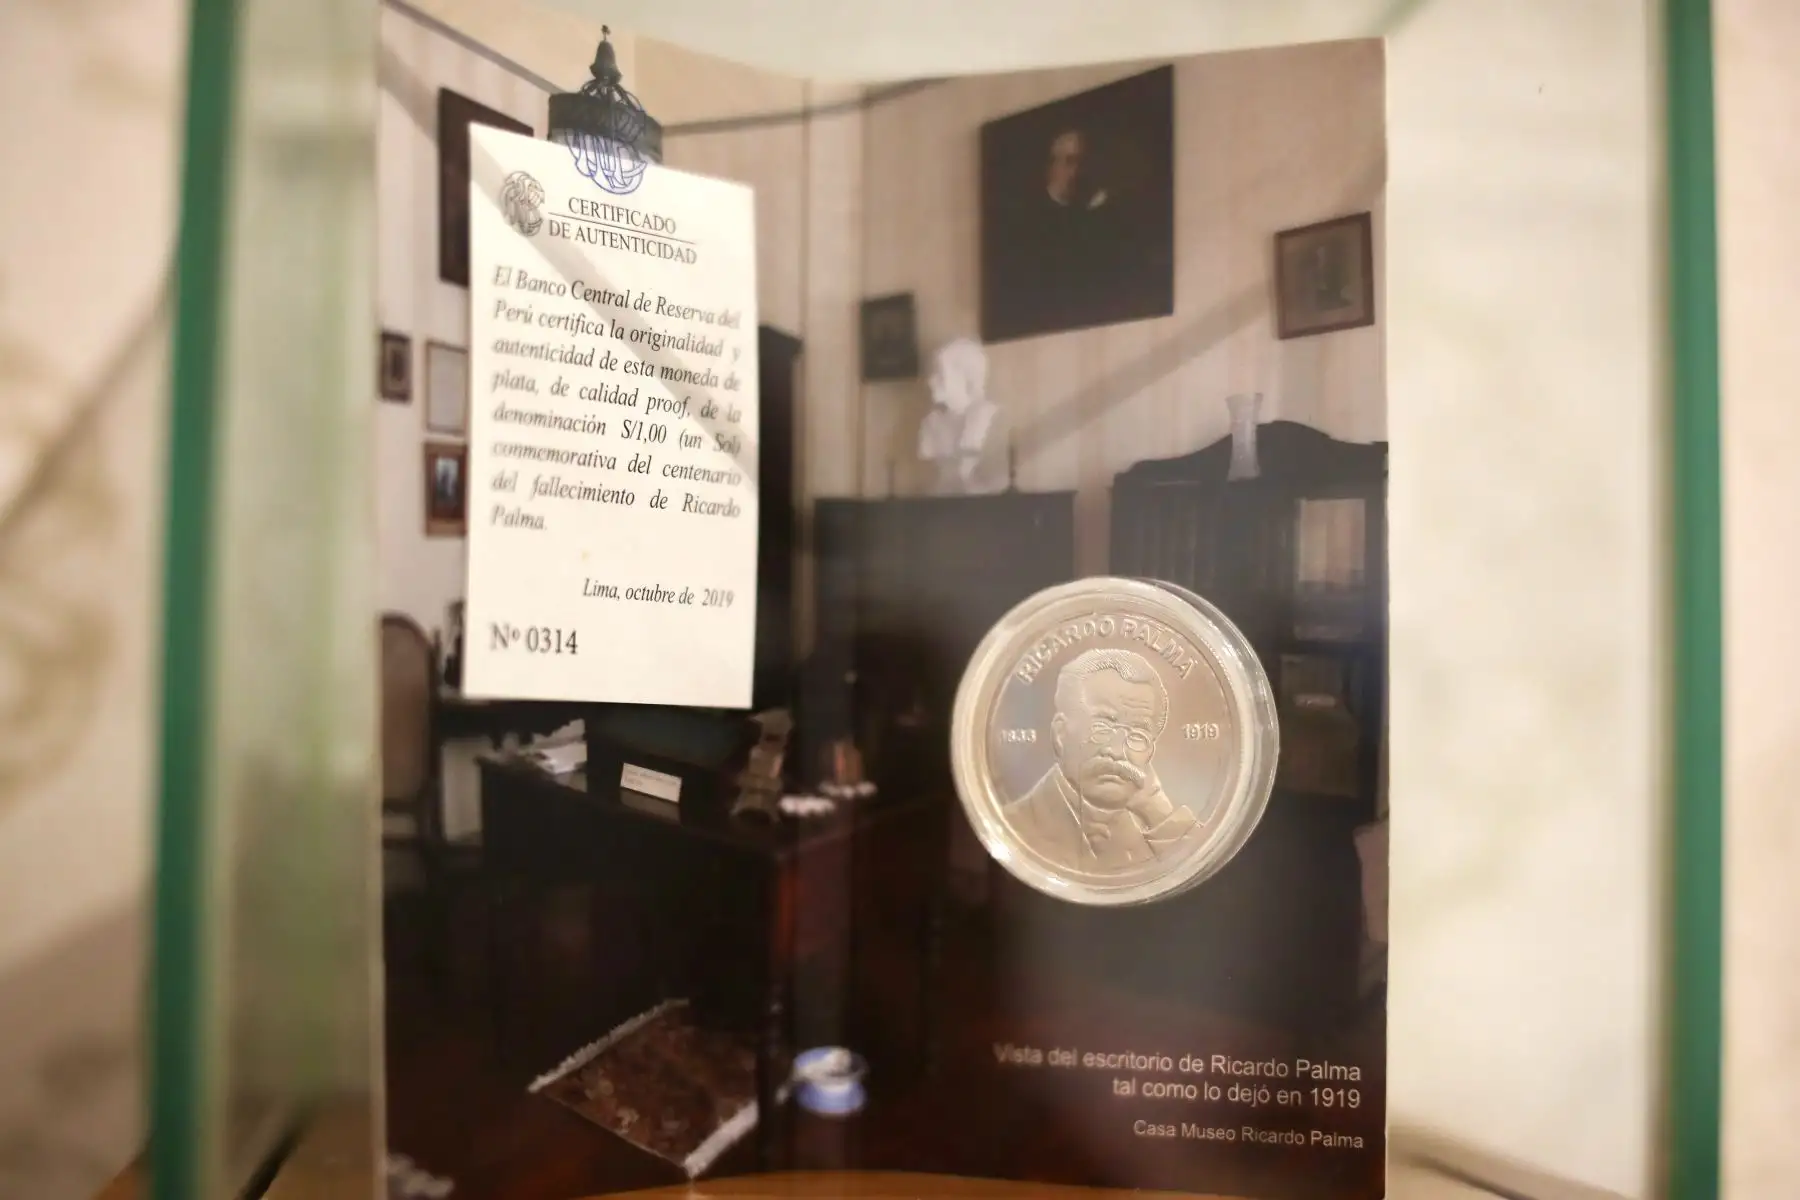 CERTIFICADO
DE AUTENTICIDAD
El Banco Central de Reserva del
Perú certifica la originalidad y
autenticidad de esta moneda de
plata, de calidad proof, de la
denominación S/1,00 (un Sol)
conmemorativa del centenario
del fallecimiento de Ricardo
Palma.
Lima, octubre de 2019
Nº 0314
RICARDO PALMA
1833 1919
Vista del escritorio de Ricardo Palma
tal como lo dejó en 1919
Casa Museo Ricardo Palma